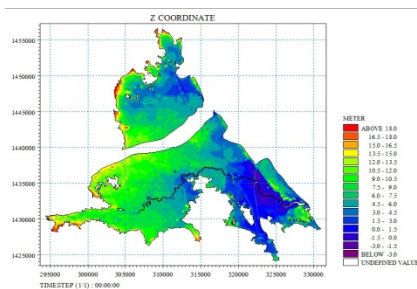 Z COORDINATE
1455000
1450000
1445000
1440000
1435000
1430000
1425000
295000 300000 305000 310000 315000 320000 325000 330000
TIMESTEP (1/1) : 00:00:00
METER
ABOVE 18.0
16.5 - 18.0
15.0 - 16.5
13.5 - 15.0
12.0 - 13.5
10.5 - 12.0
9.0 - 10.5
7.5 - 9.0
6.0 - 7.5
4.5 - 6.0
3.0 - 4.5
1.5 - 3.0
0.0 - 1.5
-1.5 - 0.0
-3.0 - -1.5
BELOW -3.0
UNDEFINED VALUE